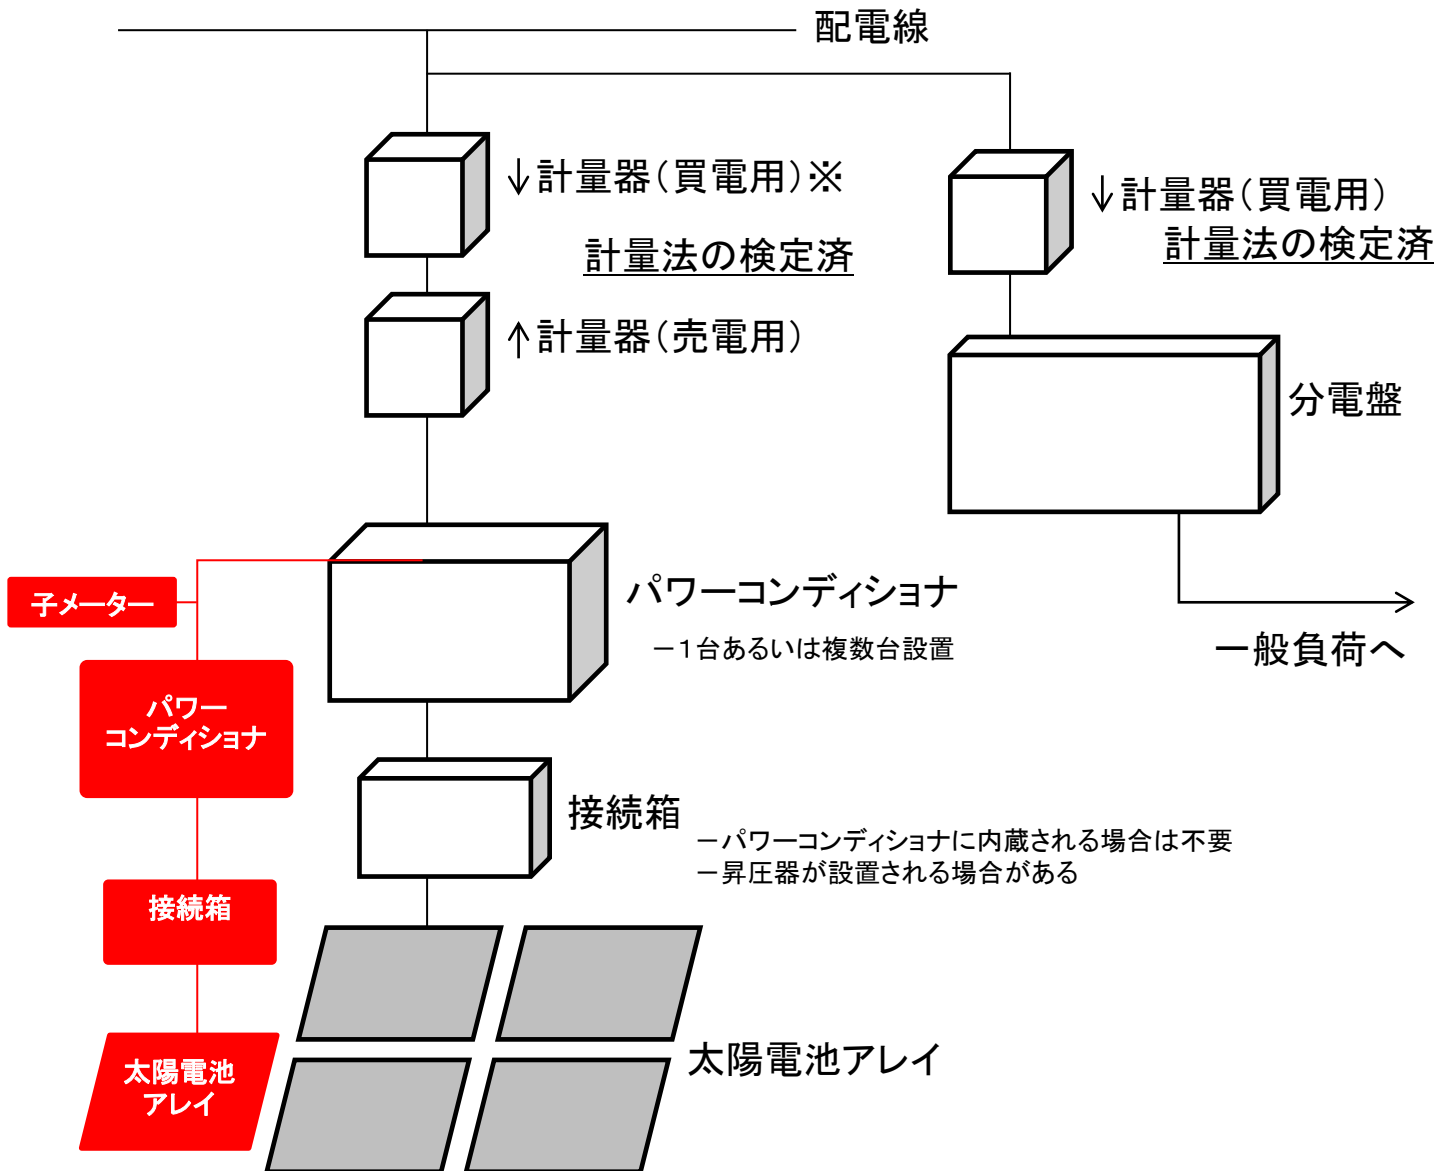 配電線
↓計量器（買電用）※
計量法の検定済
↓計量器（買電用）
計量法の検定済
↑計量器（売電用）
分電盤
子メーター
パワーコンディショナ
－１台あるいは複数台設置
一般負荷へ
パワー
コンディショナ
接続箱
－パワーコンディショナに内蔵される場合は不要
－昇圧器が設置される場合がある
接続箱
太陽電池アレイ
太陽電池
アレイ